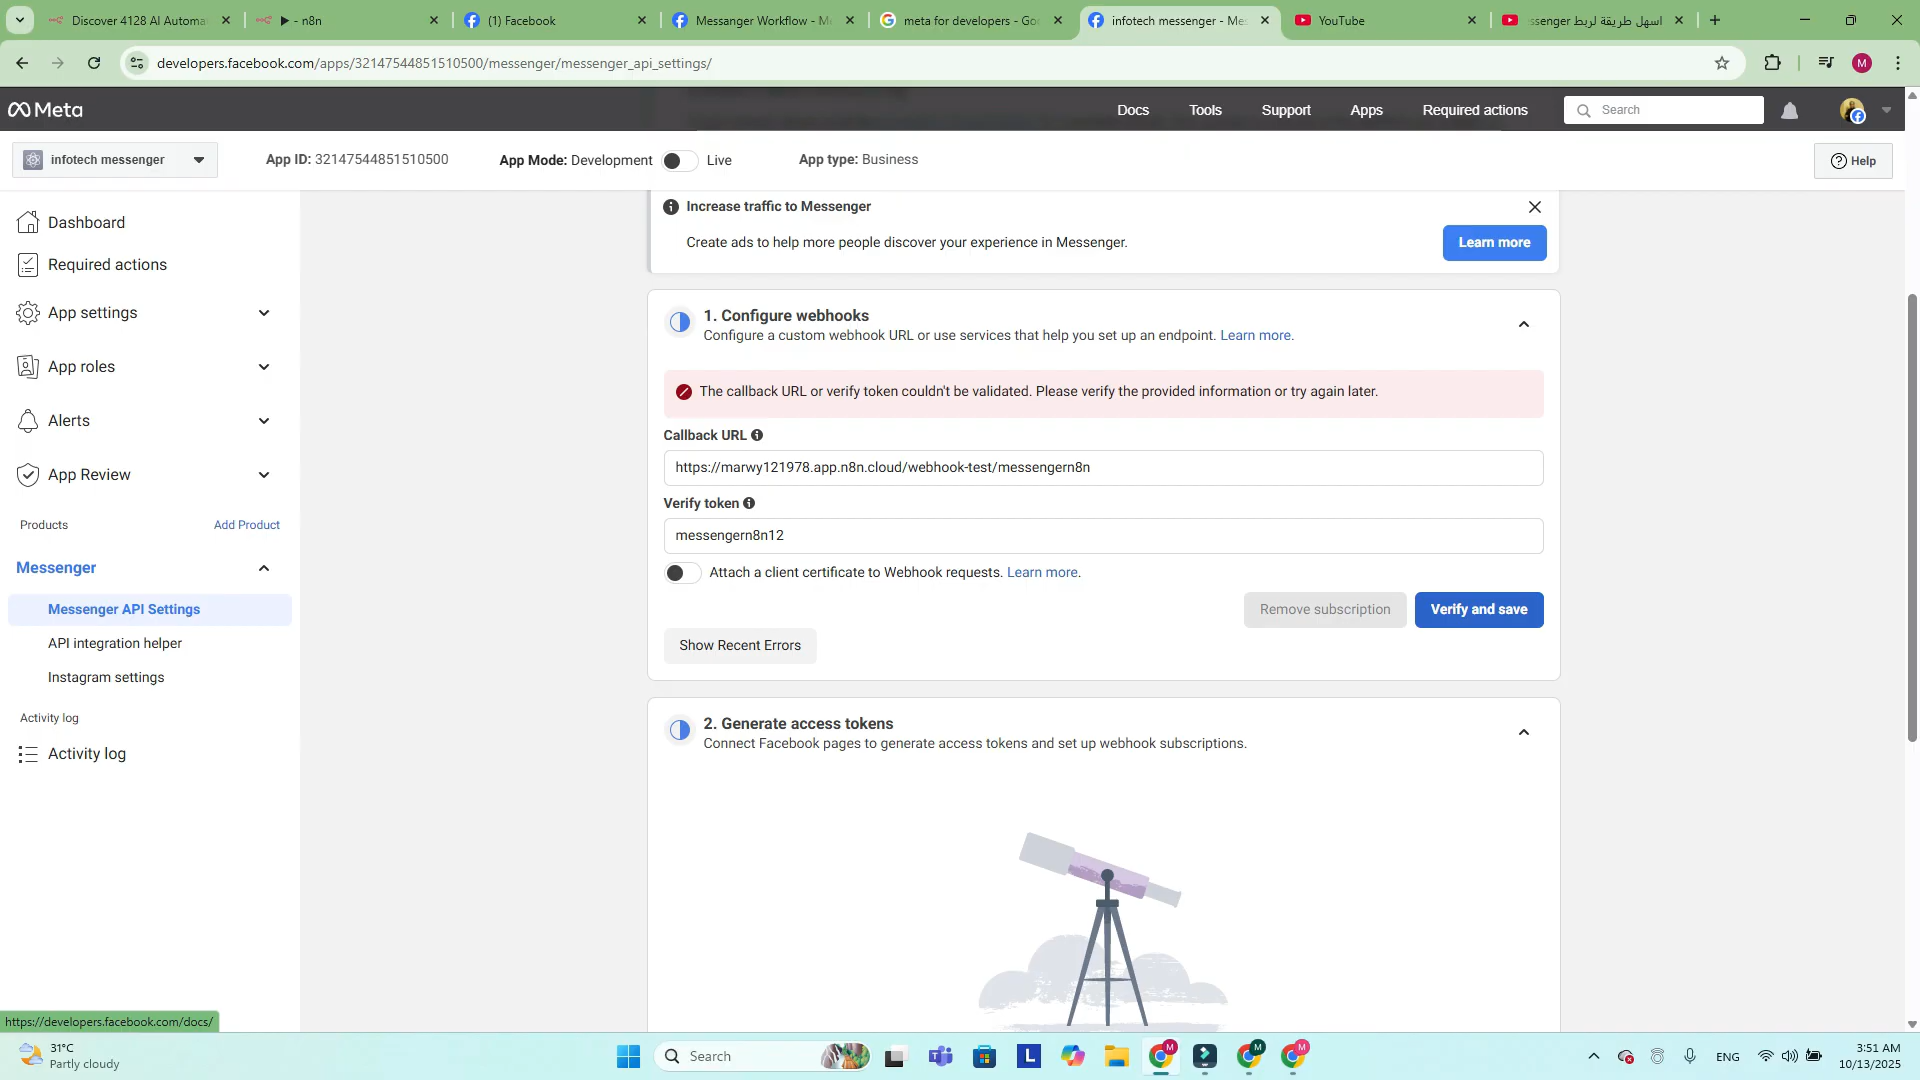 Discover 4128 AI Automat
- n8n
(1) Facebook
Messanger Workflow - M
meta for developers - Go
infotech messenger - Me
YouTube
اسهل طريقة لربط ssenger
developers.facebook.com/apps/32147544851510500/messenger/messenger_api_settings/
M
Meta
Docs
Tools
Support
Apps
Required actions
Search
infotech messenger
App ID: 32147544851510500
App Mode: Development
Live
App type: Business
Help
Dashboard
Required actions
App settings
App roles
Alerts
App Review
Products
Add Product
Messenger
Messenger API Settings
API integration helper
Instagram settings
Activity log
Activity log
Increase traffic to Messenger
Create ads to help more people discover your experience in Messenger.
Learn more
1. Configure webhooks
Configure a custom webhook URL or use services that help you set up an endpoint. Learn more.
The callback URL or verify token couldn't be validated. Please verify the provided information or try again later.
Callback URL
https://marwy121978.app.n8n.cloud/webhook-test/messengern8n
Verify token
messengern8n12
Attach a client certificate to Webhook requests. Learn more.
Remove subscription
Verify and save
Show Recent Errors
2. Generate access tokens
Connect Facebook pages to generate access tokens and set up webhook subscriptions.
https://developers.facebook.com/docs/
31°C
Partly cloudy
Search
L
M
M
M
ENG
3:51 AM
10/13/2025